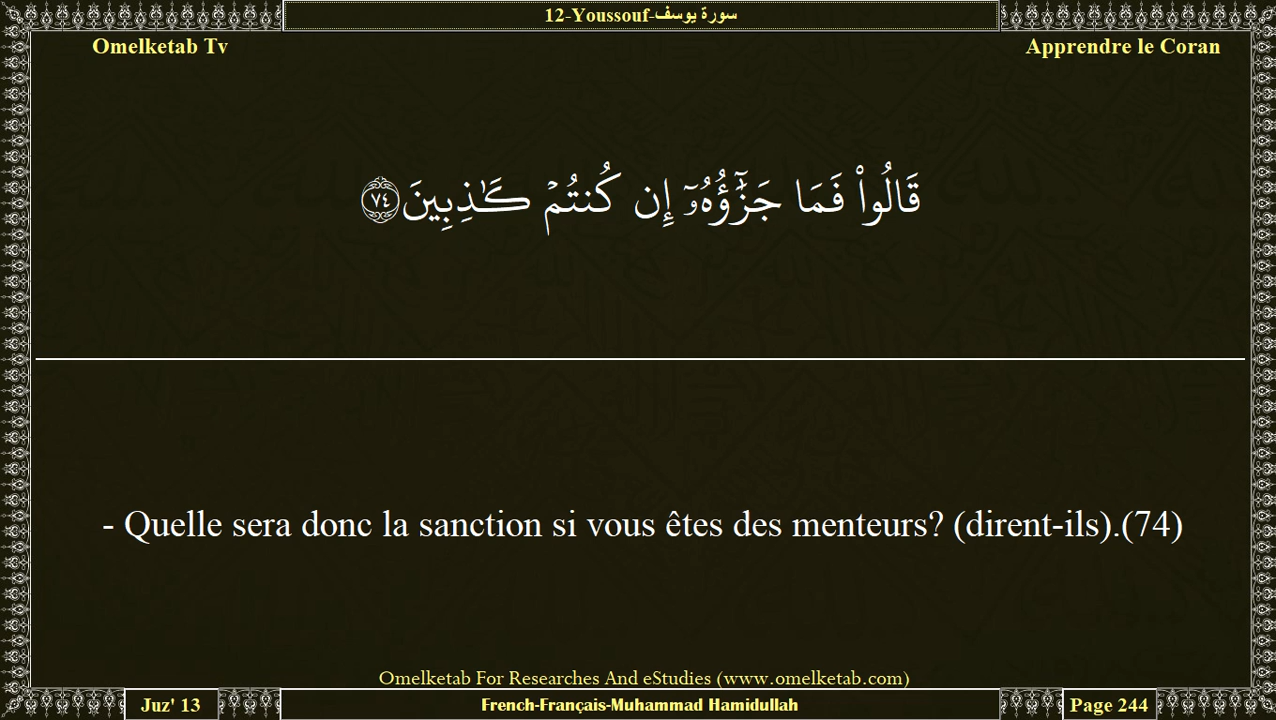 12-Youssouf-سورة يوسف
Omelketab Tv
Apprendre le Coran
قَالُوا۟ فَمَا جَزَٰٓؤُهُۥٓ إِن كُنتُمْ كَـٰذِبِينَ ٧٤
- Quelle sera donc la sanction si vous êtes des menteurs? (dirent-ils).(74)
Omelketab For Researches And eStudies (www.omelketab.com)
Juz' 13
French-Français-Muhammad Hamidullah
Page 244